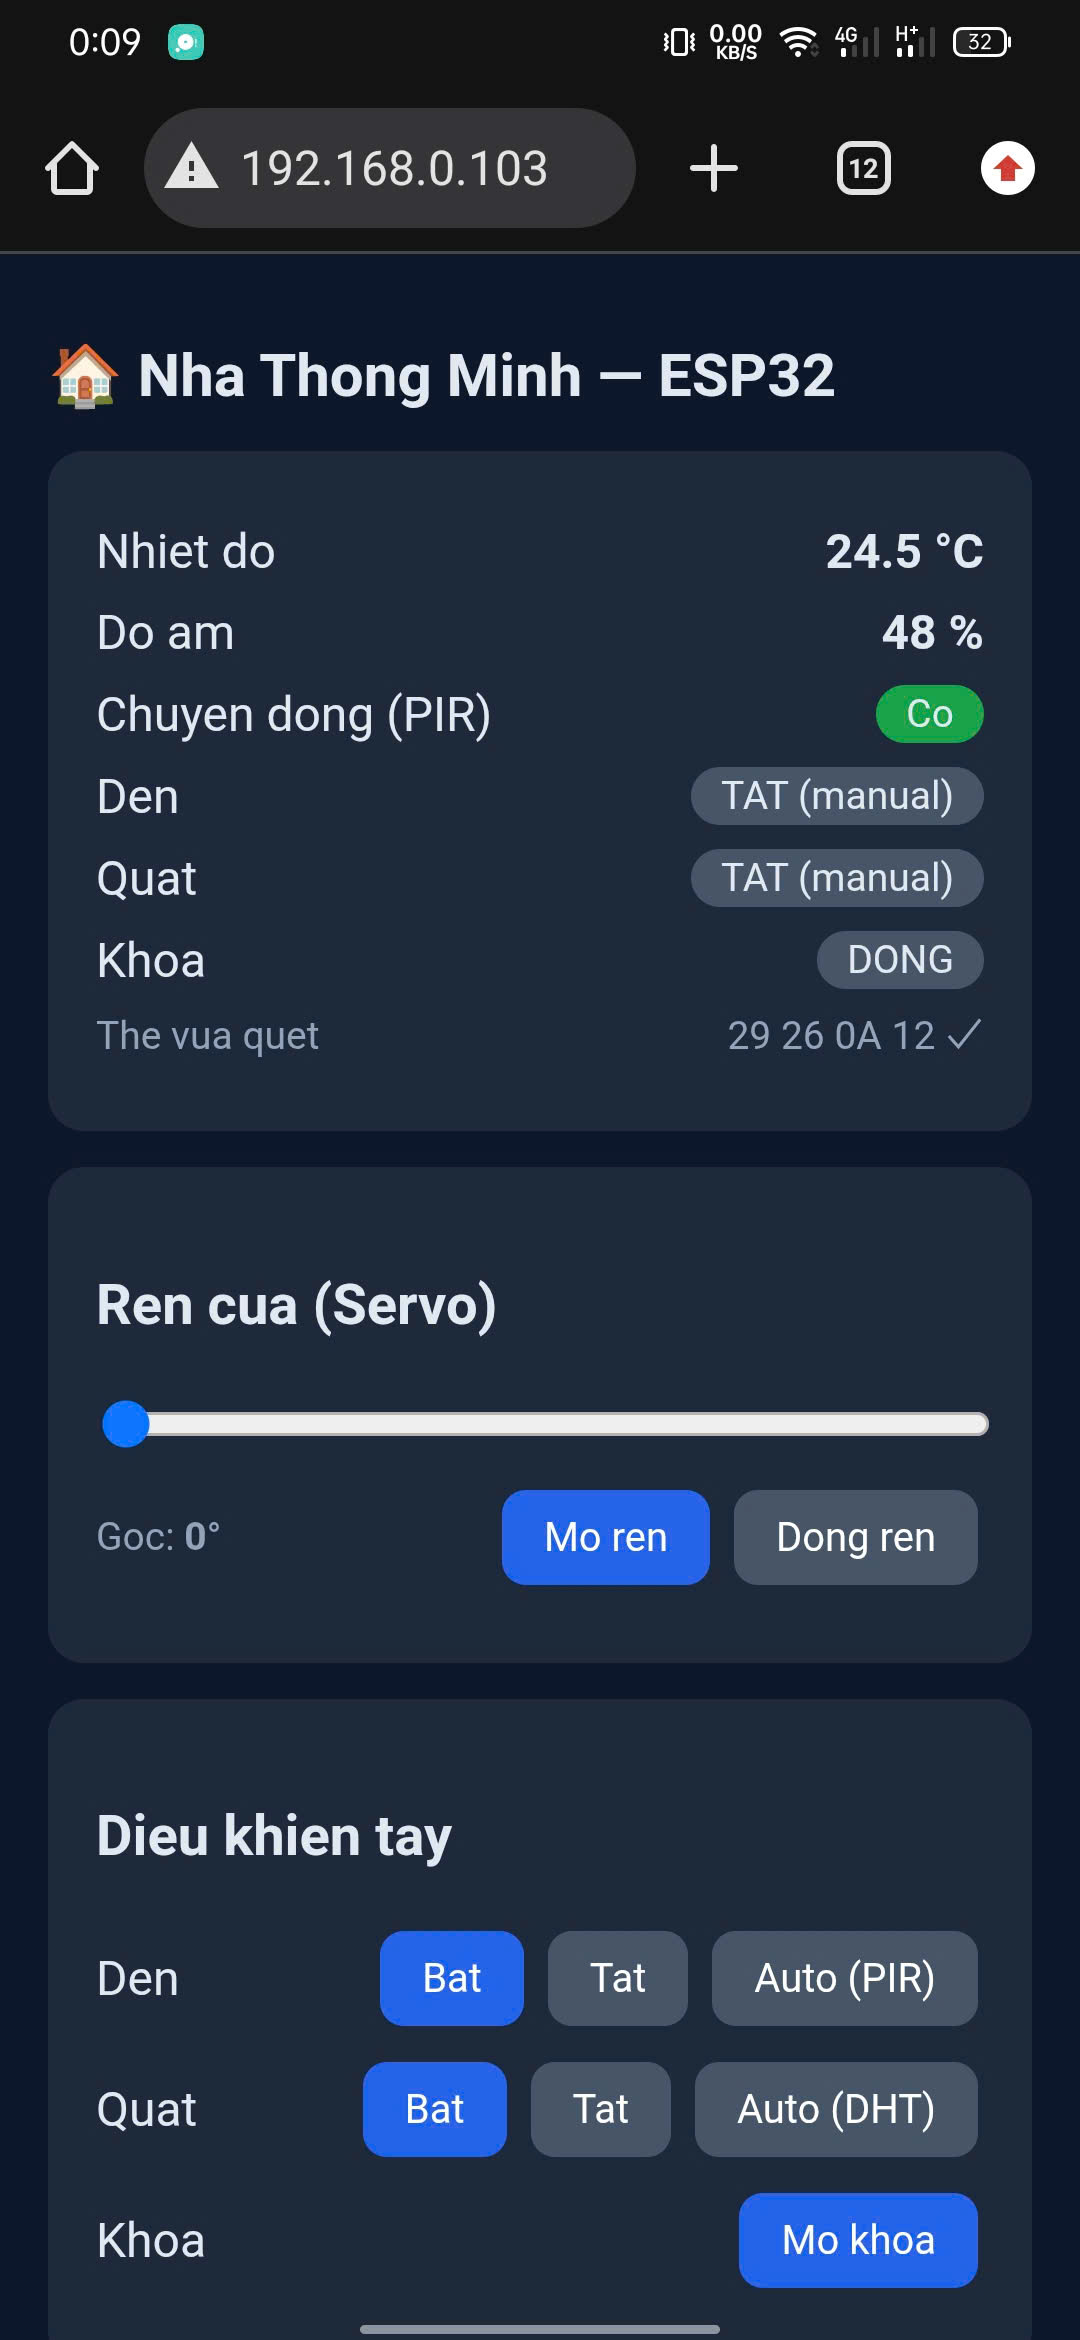 0:09 0.00 KB/S 4G H+ 32
192.168.0.103 12
Nha Thong Minh — ESP32
Nhiet do 24.5 °C
Do am 48 %
Chuyen dong (PIR) Co
Den TAT (manual)
Quat TAT (manual)
Khoa DONG
The vua quet 29 26 0A 12 ✓
Ren cua (Servo)
Goc: 0° Mo ren Dong ren
Dieu khien tay
Den Bat Tat Auto (PIR)
Quat Bat Tat Auto (DHT)
Khoa Mo khoa